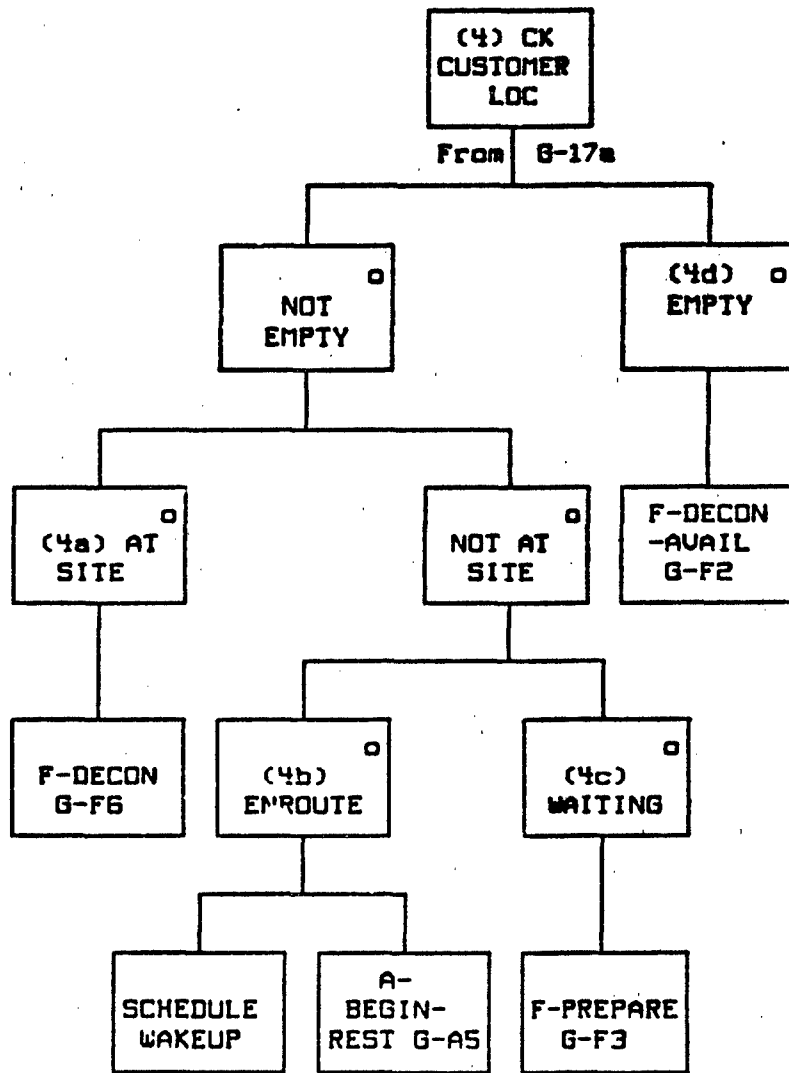 (4) CK
CUSTOMER
LOC
From G-17a
NOT
EMPTY
(4d)
EMPTY
(4a) AT
SITE
NOT AT
SITE
F-DECON
-AVAIL
G-F2
F-DECON
G-F6
(4b)
ENROUTE
(4c)
WAITING
SCHEDULE
WAKEUP
A-
BEGIN-
REST G-A5
F-PREPARE
G-F3